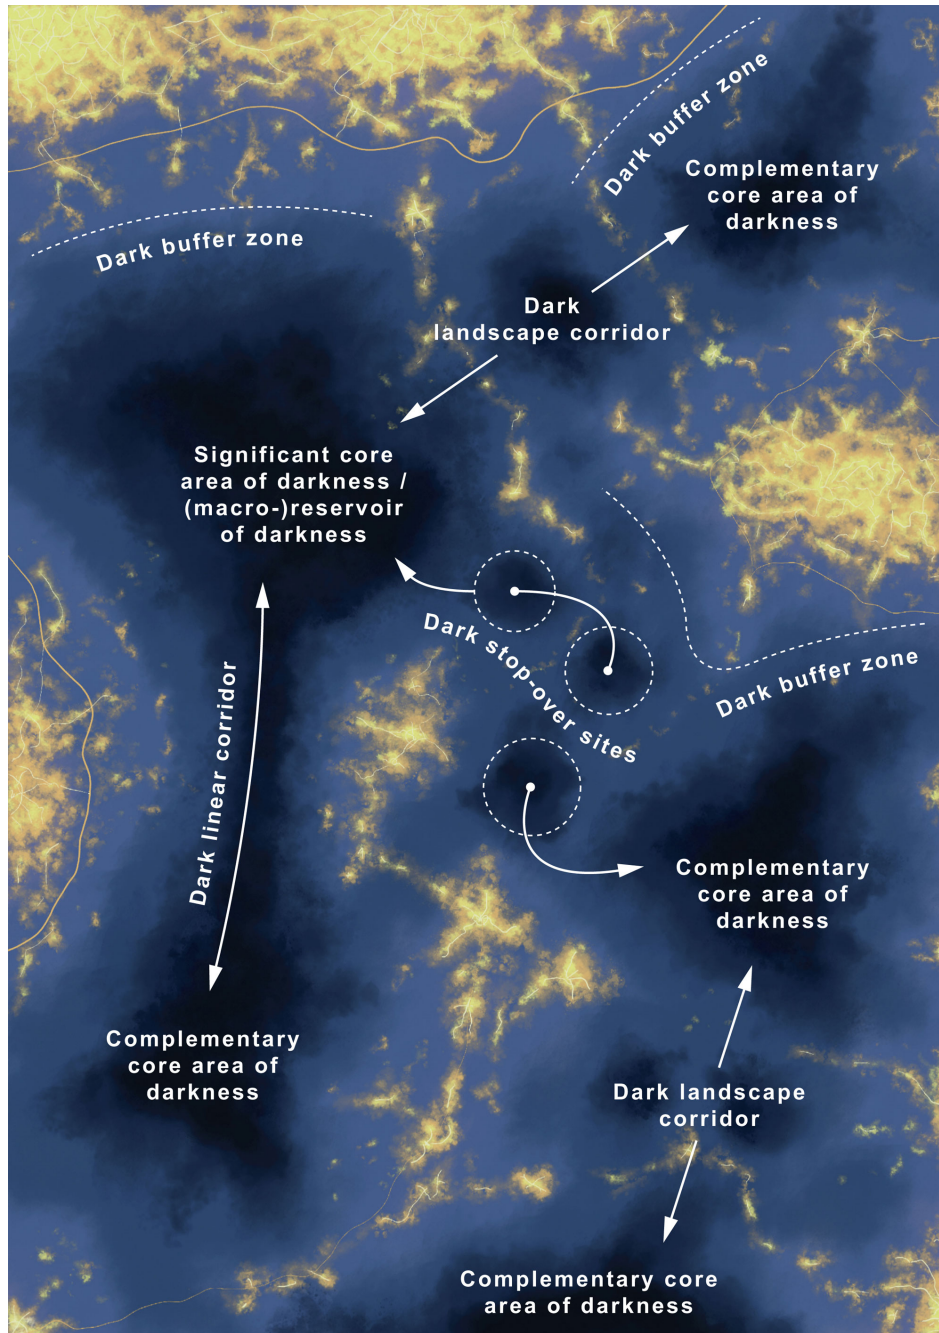 Dark buffer zone
Complementary
core area of
darkness
Dark buffer zone
Dark
landscape corridor
Significant core
area of darkness /
(macro-)reservoir
of darkness
Dark stop-over sites
Dark buffer zone
Dark linear corridor
Complementary
core area of
darkness
Complementary
core area of
darkness
Dark landscape
corridor
Complementary core
area of darkness